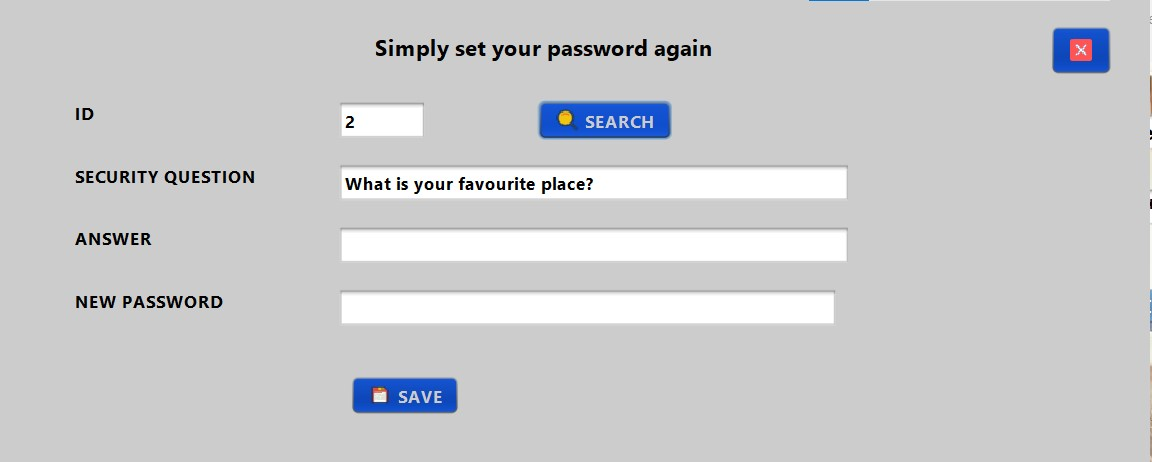 Simply set your password again
ID
2
SEARCH
SECURITY QUESTION
What is your favourite place?
ANSWER
NEW PASSWORD
SAVE